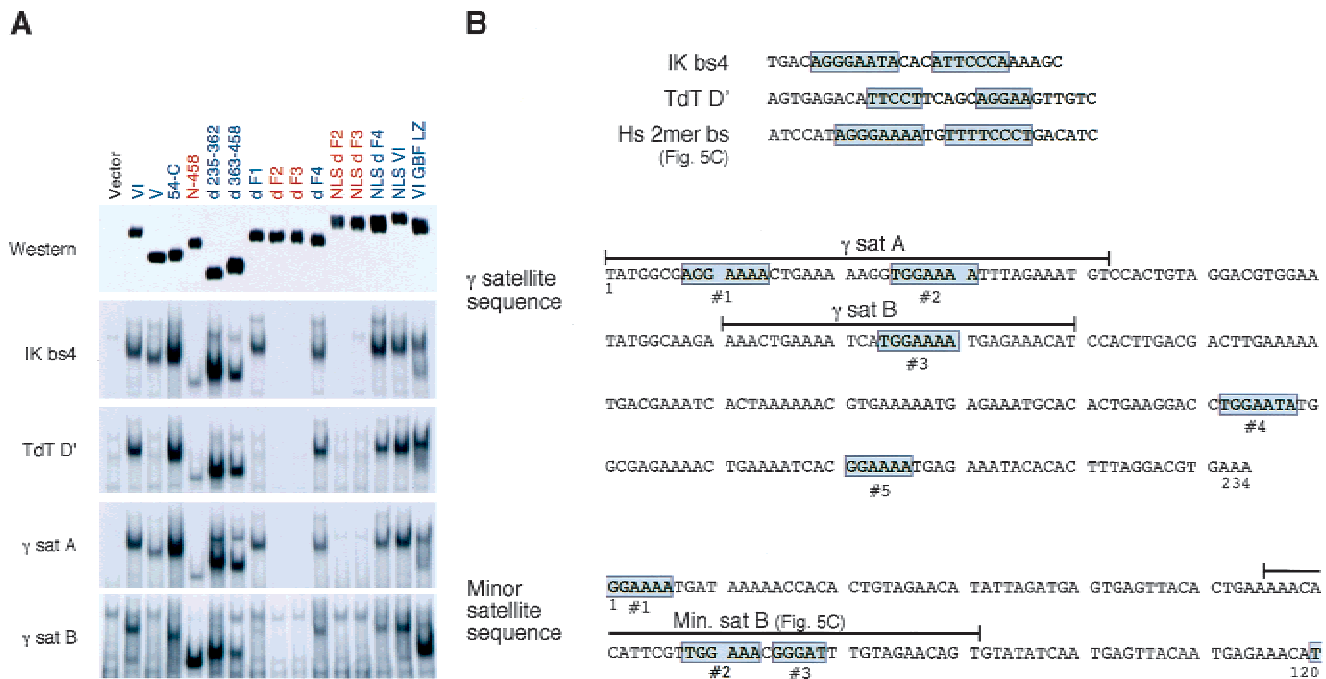 A
Vector
VI
V
54-C
N-458
d 235-362
d 363-458
d F1
d F2
d F3
d F4
NLS d F2
NLS d F3
NLS d F4
NLS VI
VI GBF LZ
Western
IK bs4
TdT D'
γ sat A
γ sat B
B
IK bs4 TGACAGGGAATACACATTCCCAAAAGC
TdT D' AGTGAGACATTCCTTCAGCAGGAAGTTGTC
Hs 2mer bs ATCCATAGGGAAAATGTTTTCCCTGACATC
(Fig. 5C)
γ satellite
sequence
γ sat A
TATGGCGAGG AAAACTGAAA AAGGTGGAAA ATTTAGAAAT GTCCACTGTA GGACGTGGAA
1 #1 #2
γ sat B
TATGGCAAGA AAACTGAAAA TCATGGAAAA TGAGAAACAT CCACTTGACG ACTTGAAAAA
#3
TGACGAAATC ACTAAAAAAC GTGAAAAATG AGAAATGCAC ACTGAAGGAC CTGGAATATG
#4
GCGAGAAAAC TGAAAATCAC GGAAAATGAG AAATACACAC TTTAGGACGT GAAA
#5 234
Minor
satellite
sequence
GGAAAATGAT AAAAACCACA CTGTAGAACA TATTAGATGA GTGAGTTACA CTGAAAAACA
1 #1
Min. sat B (Fig. 5C)
CATTCGTTGG AAACGGGATT TGTAGAACAG TGTATATCAA TGAGTTACAA TGAGAAACAT
#2 #3 120